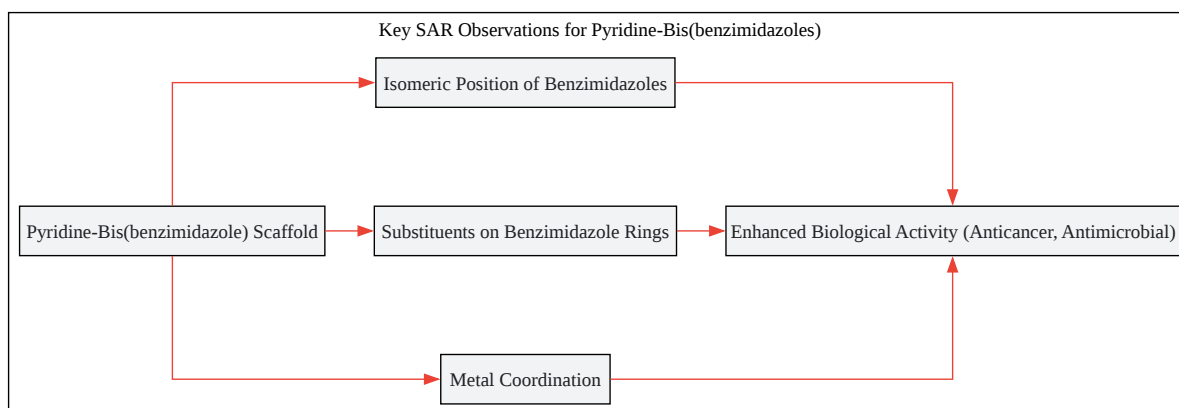 Key SAR Observations for Pyridine-Bis(benzimidazoles)
Isomeric Position of Benzimidazoles
Pyridine-Bis(benzimidazole) Scaffold
Substituents on Benzimidazole Rings
Enhanced Biological Activity (Anticancer, Antimicrobial)
Metal Coordination